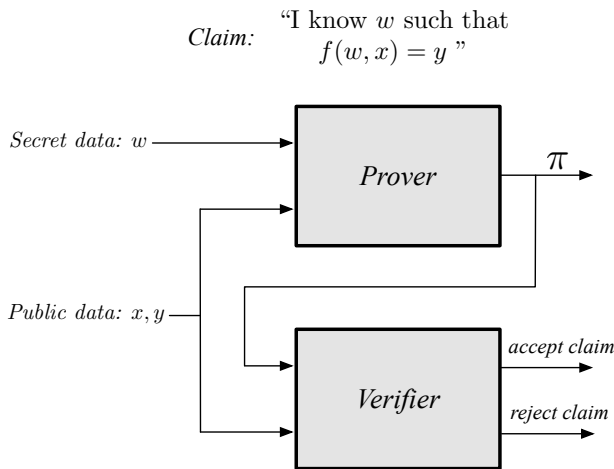 Claim: “I know w such that
f(w, x) = y ”
Secret data: w
Prover
π
Public data: x, y
accept claim
Verifier
reject claim